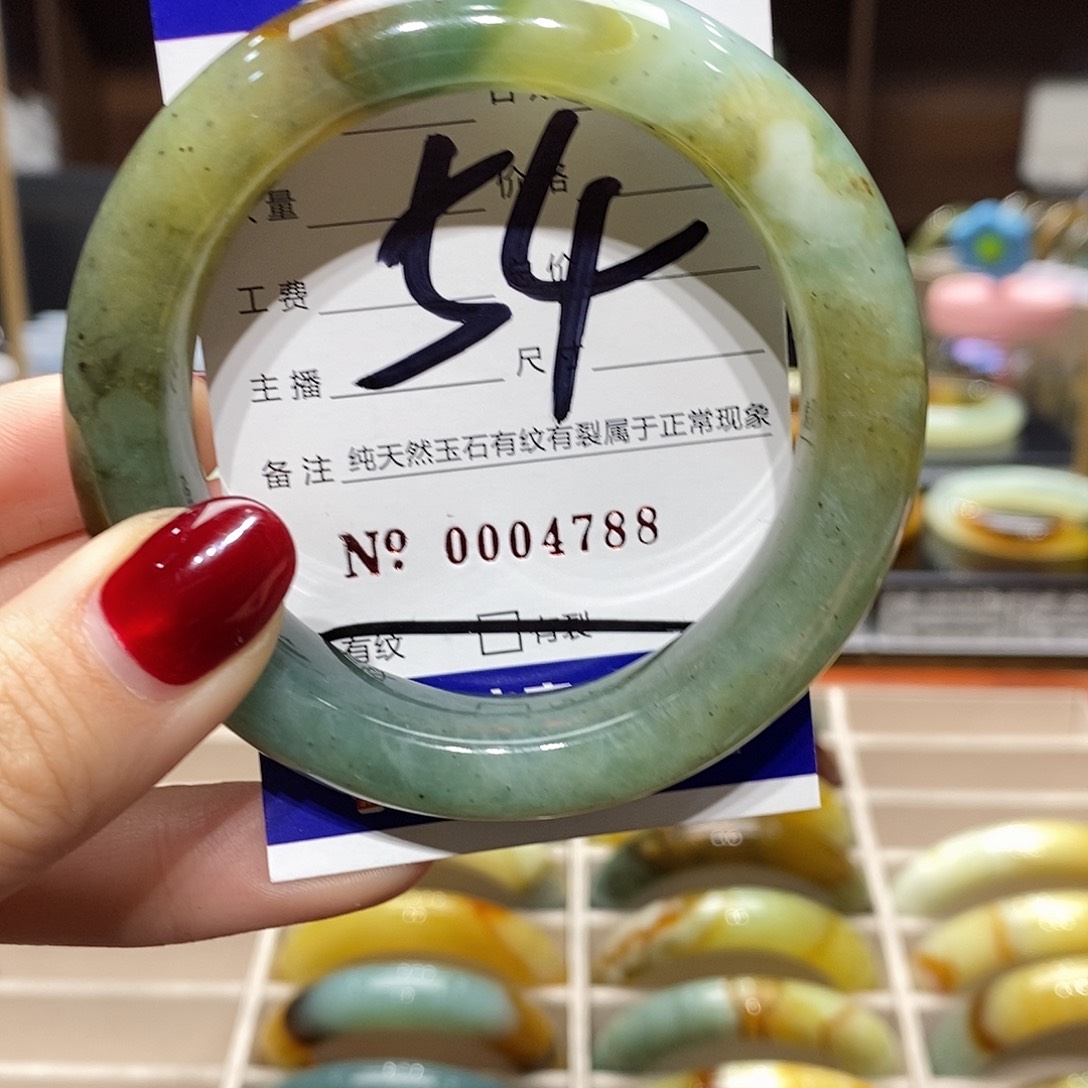 54
量 价格
工费 价
主播 尺
备注 纯天然玉石有纹有裂属于正常现象
Nº 0004788
有纹 □ 有裂